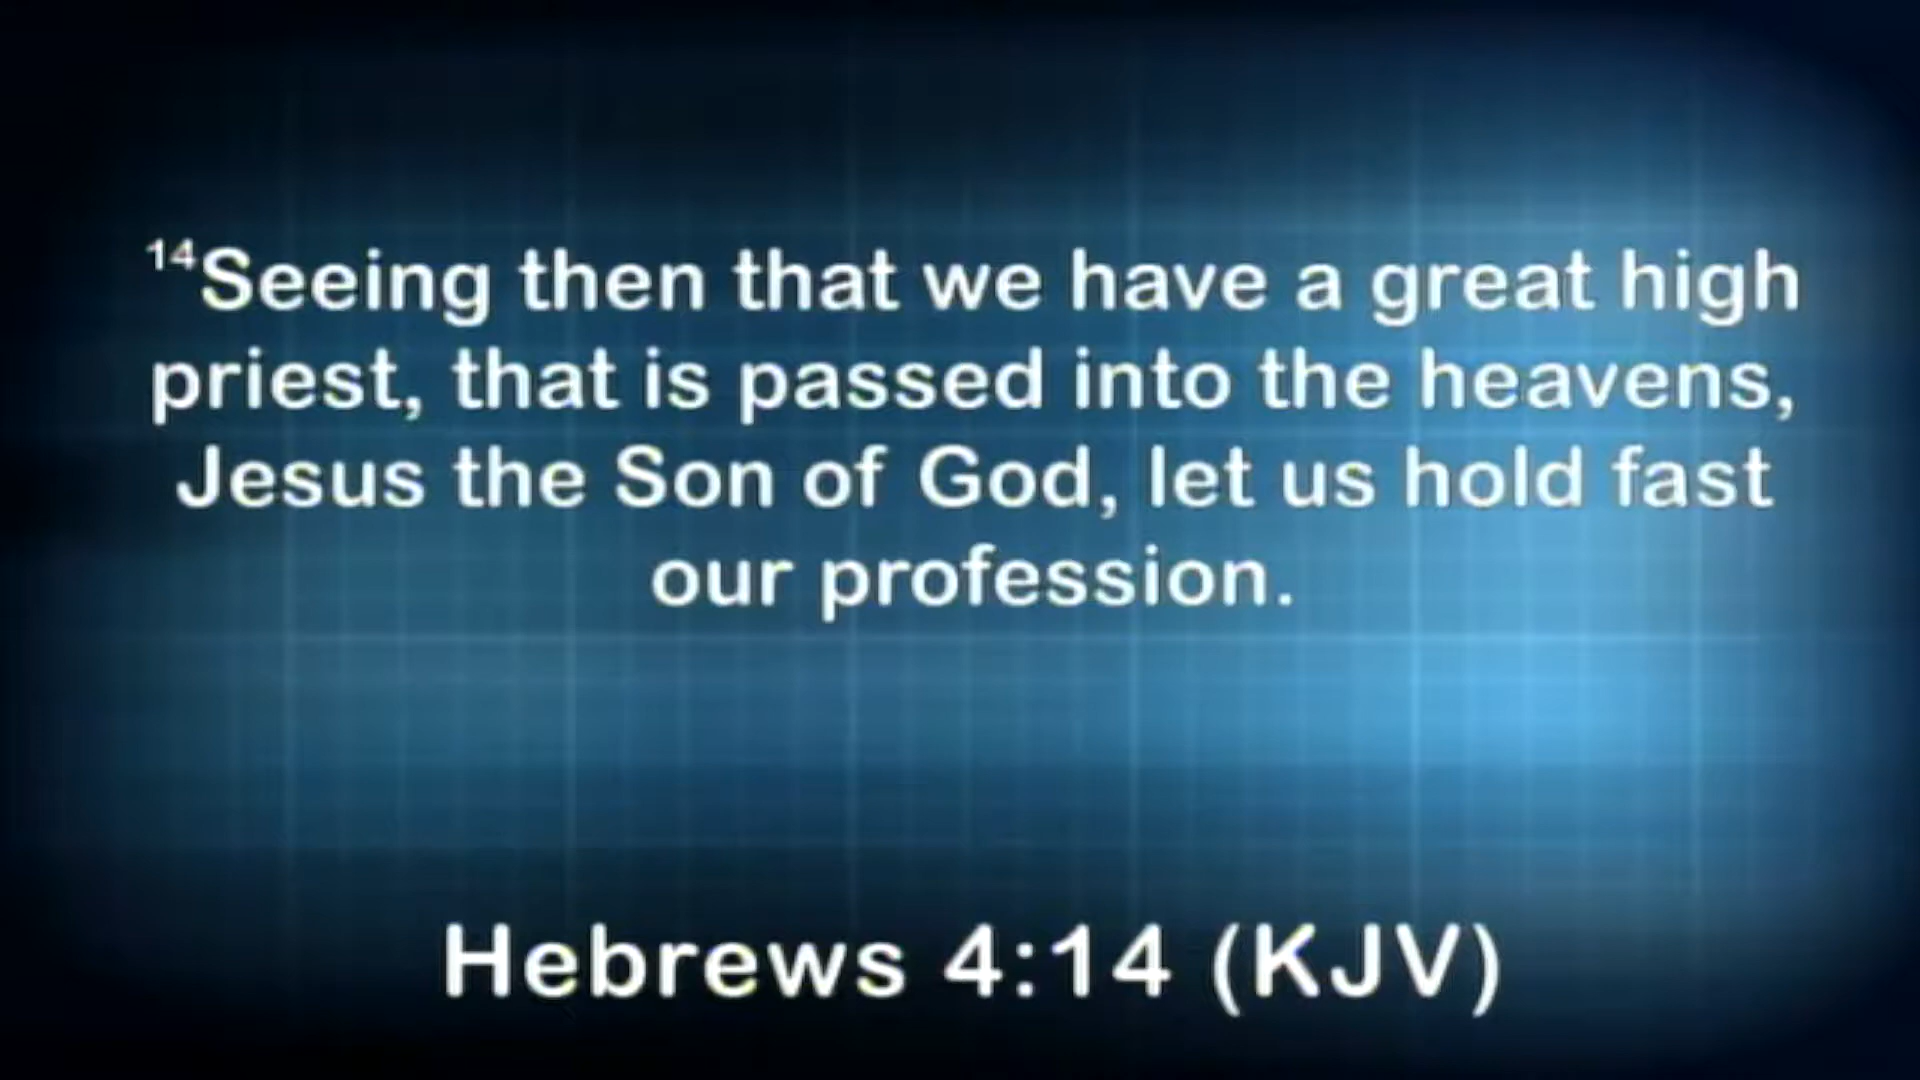 14Seeing then that we have a great high
priest, that is passed into the heavens,
Jesus the Son of God, let us hold fast
our profession.
Hebrews 4:14 (KJV)